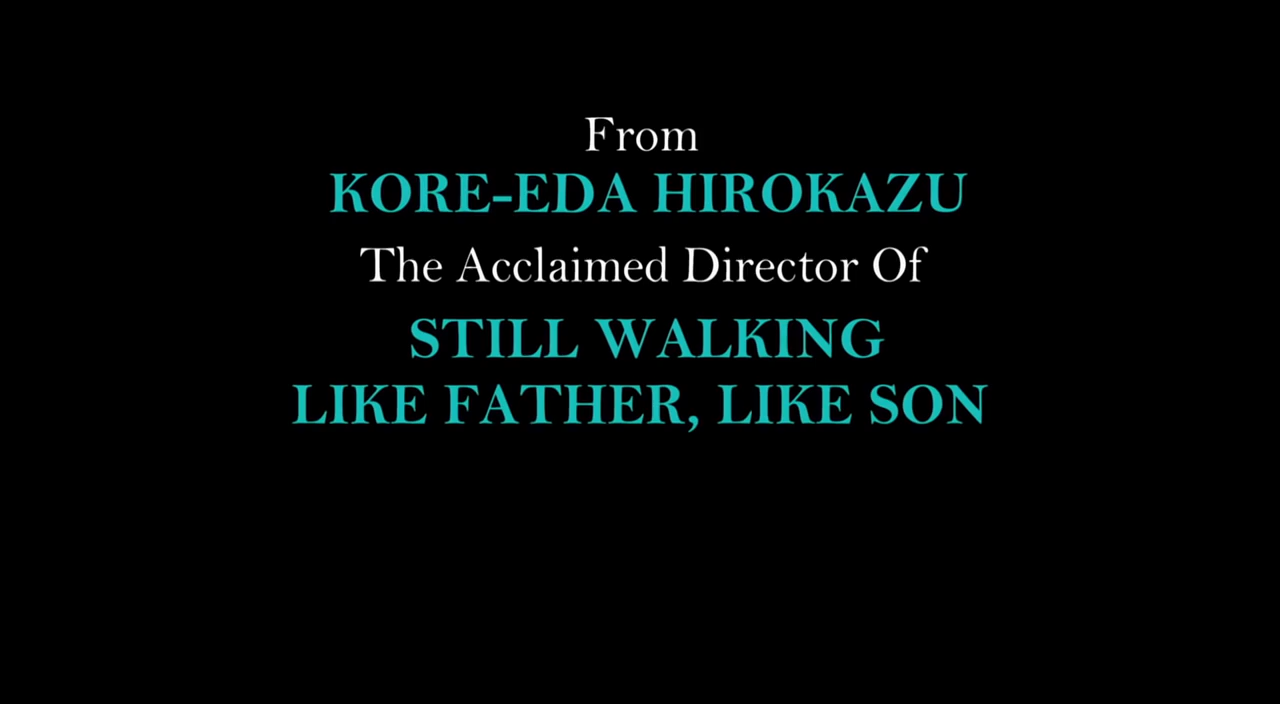 From
KORE-EDA HIROKAZU
The Acclaimed Director Of
STILL WALKING
LIKE FATHER, LIKE SON